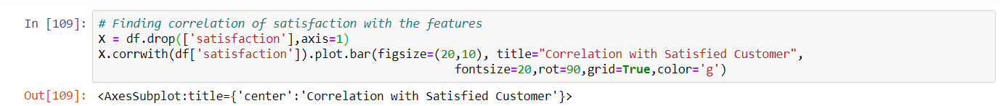 In [109]: # Finding correlation of satisfaction with the features
X = df.drop(['satisfaction'],axis=1)
X.corrwith(df['satisfaction']).plot.bar(figsize=(20,10), title="Correlation with Satisfied Customer",
fontsize=20,rot=90,grid=True,color='g')
Out[109]: <AxesSubplot:title={'center':'Correlation with Satisfied Customer'}>